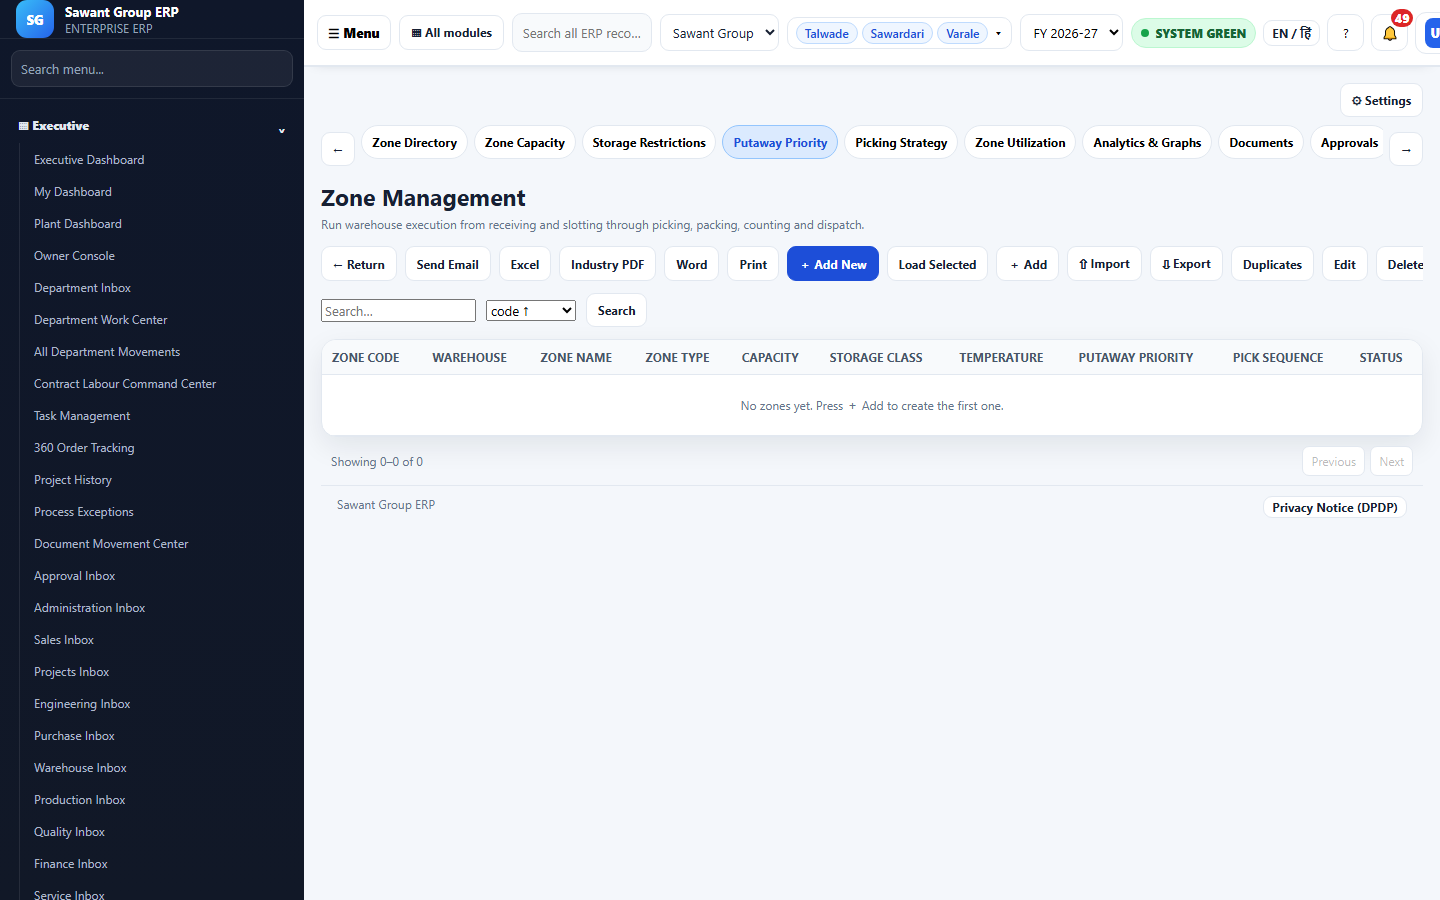 SG
Sawant Group ERP
ENTERPRISE ERP
Search menu...
Executive
Executive Dashboard
My Dashboard
Plant Dashboard
Owner Console
Department Inbox
Department Work Center
All Department Movements
Contract Labour Command Center
Task Management
360 Order Tracking
Project History
Process Exceptions
Document Movement Center
Approval Inbox
Administration Inbox
Sales Inbox
Projects Inbox
Engineering Inbox
Purchase Inbox
Warehouse Inbox
Production Inbox
Quality Inbox
Finance Inbox
Service Inbox
☰ Menu
All modules
Search all ERP reco...
Sawant Group
Talwade
Sawardari
Varale
FY 2026-27
SYSTEM GREEN
EN / हिं
?
49
U
⚙ Settings
←
Zone Directory
Zone Capacity
Storage Restrictions
Putaway Priority
Picking Strategy
Zone Utilization
Analytics & Graphs
Documents
Approvals
→
Zone Management
Run warehouse execution from receiving and slotting through picking, packing, counting and dispatch.
← Return
Send Email
Excel
Industry PDF
Word
Print
+ Add New
Load Selected
+ Add
⇧ Import
⇩ Export
Duplicates
Edit
Delete
Search...
code ↑
Search
ZONE CODE
WAREHOUSE
ZONE NAME
ZONE TYPE
CAPACITY
STORAGE CLASS
TEMPERATURE
PUTAWAY PRIORITY
PICK SEQUENCE
STATUS
No zones yet. Press + Add to create the first one.
Showing 0–0 of 0
Previous
Next
Sawant Group ERP
Privacy Notice (DPDP)